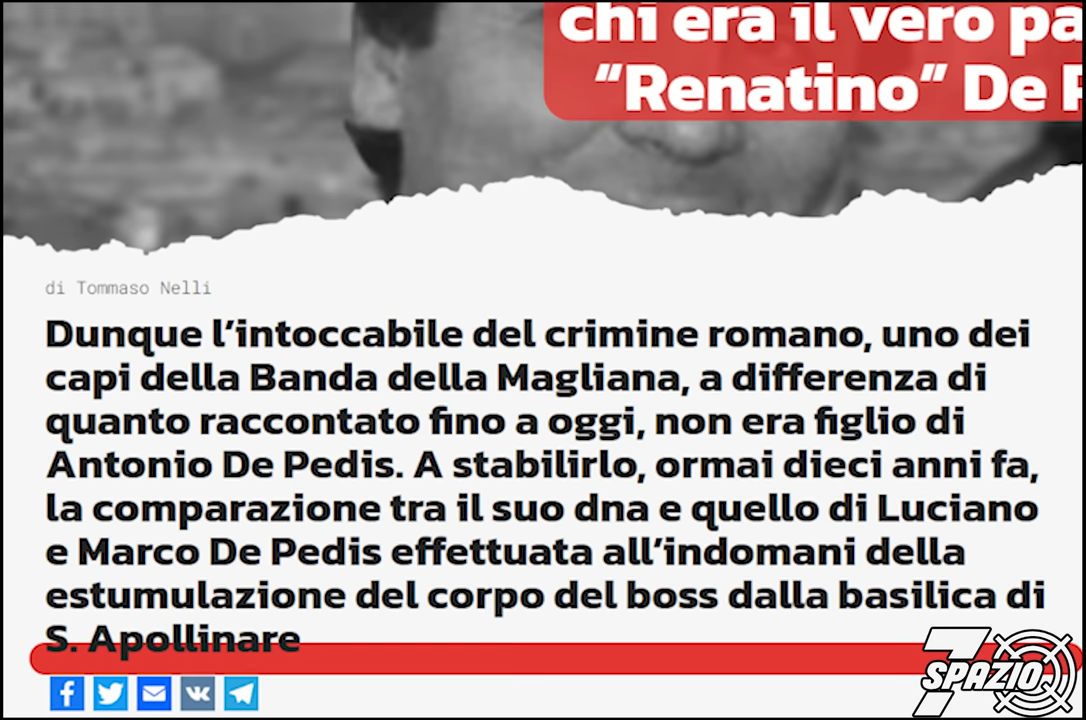 chi era il vero pa
“Renatino” De P
di Tommaso Nelli
Dunque l’intoccabile del crimine romano, uno dei
capi della Banda della Magliana, a differenza di
quanto raccontato fino a oggi, non era figlio di
Antonio De Pedis. A stabilirlo, ormai dieci anni fa,
la comparazione tra il suo dna e quello di Luciano
e Marco De Pedis effettuata all’indomani della
estumulazione del corpo del boss dalla basilica di
S. Apollinare
SPAZIO 70